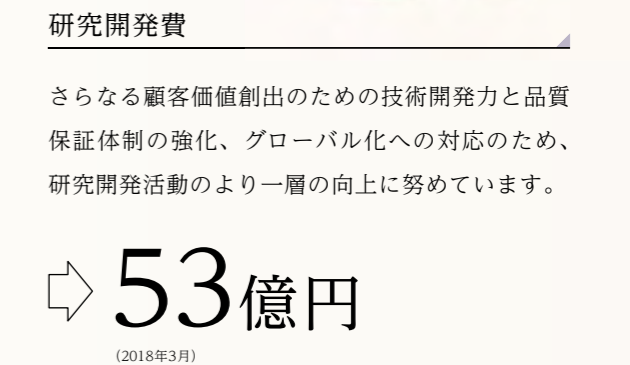 研究開発費
さらなる顧客価値創出のための技術開発力と品質
保証体制の強化、グローバル化への対応のため、
研究開発活動のより一層の向上に努めています。
53億円
（2018年3月）